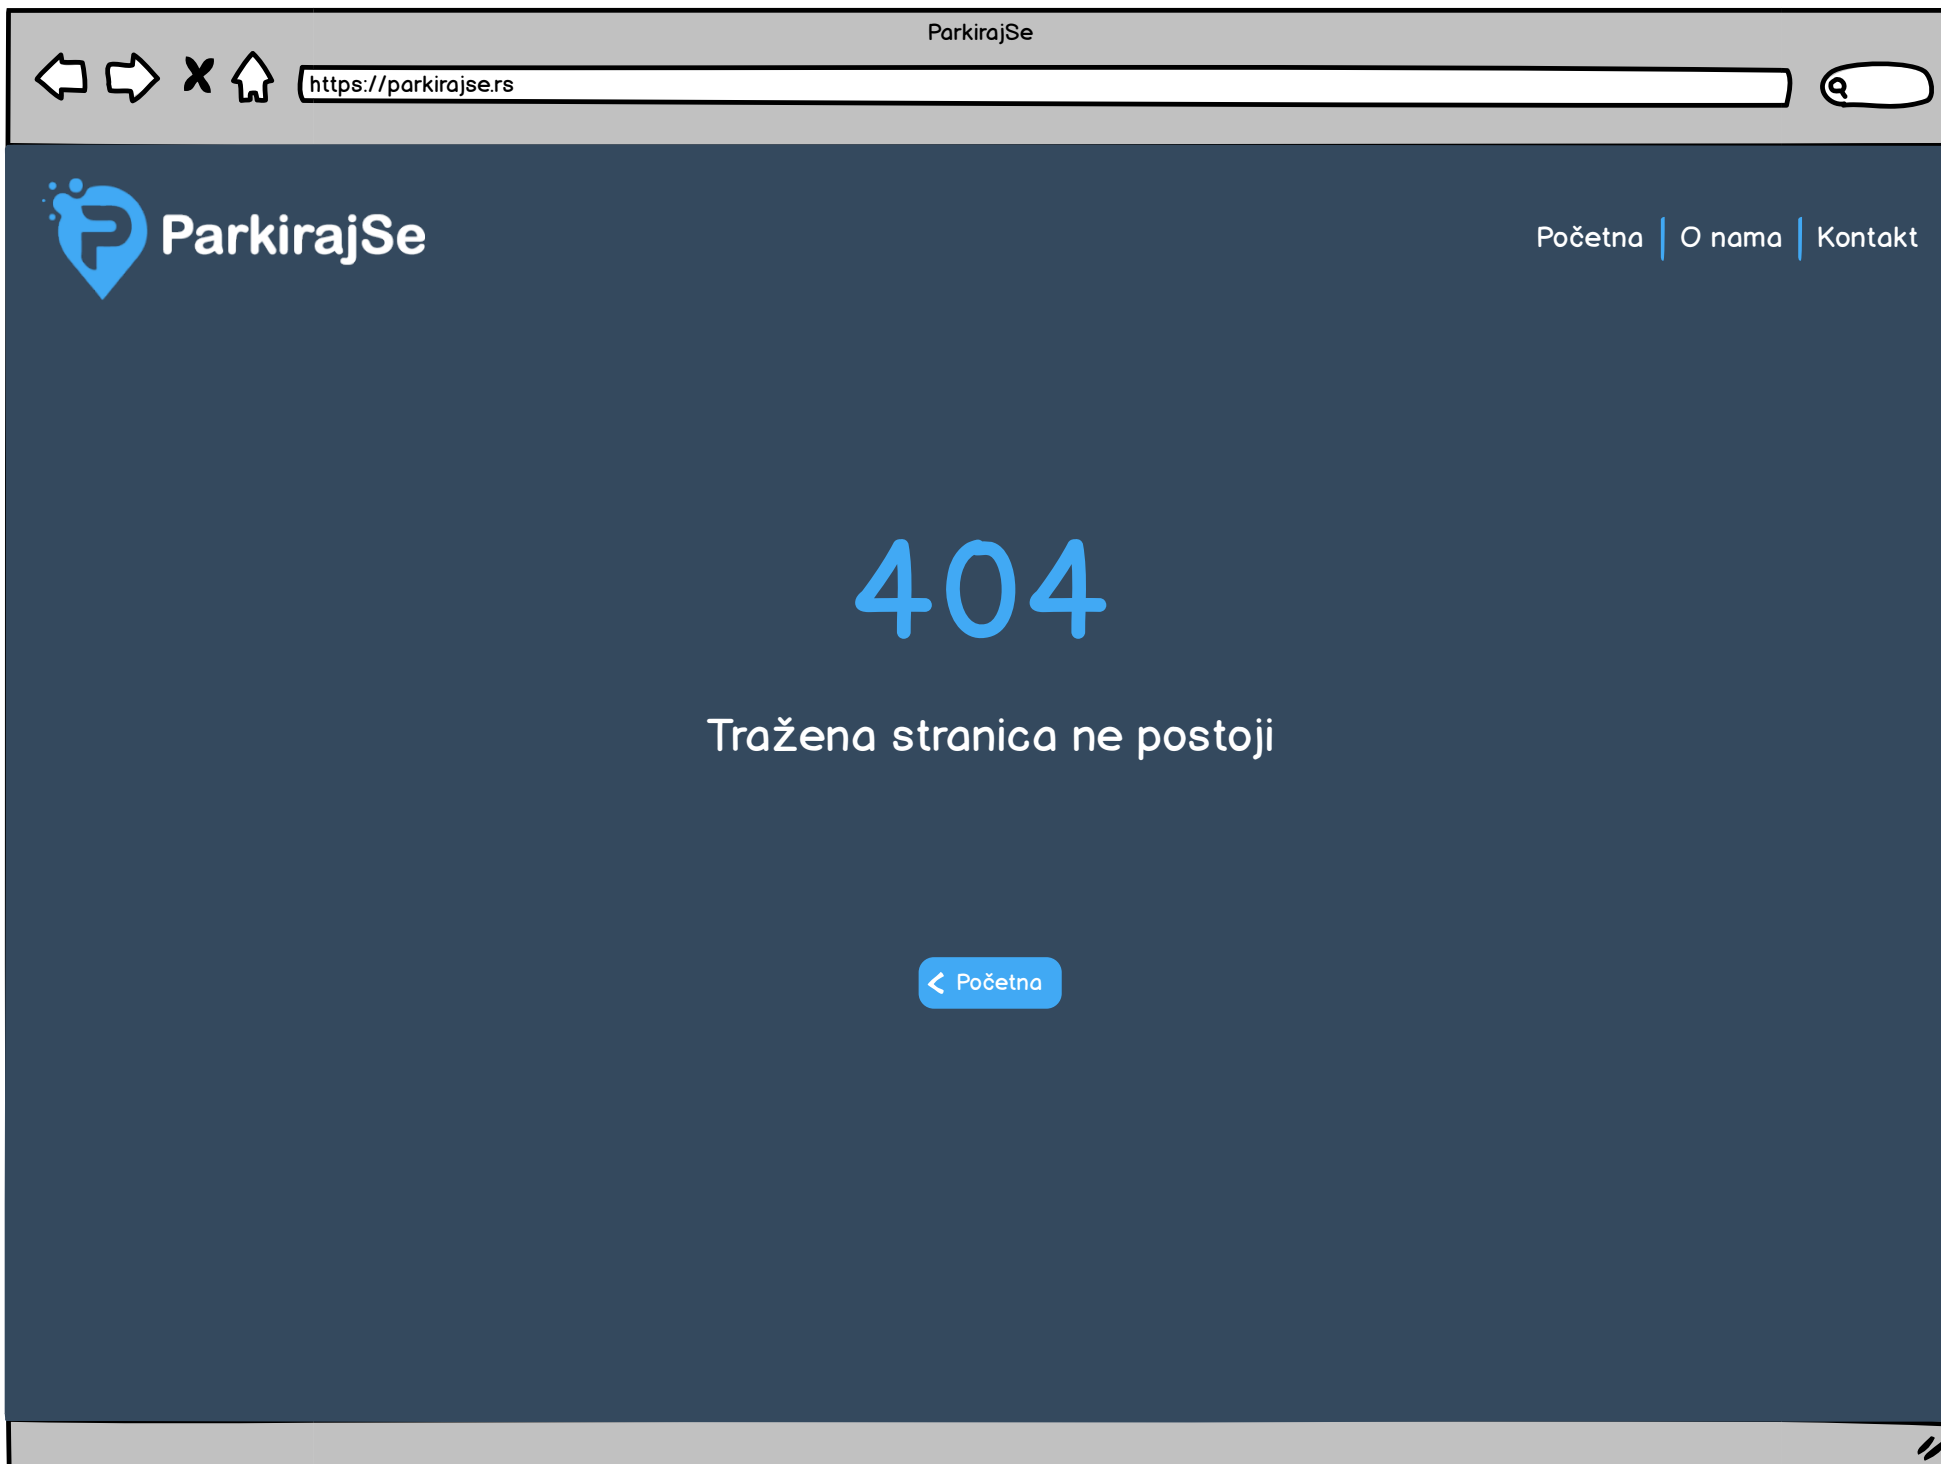 ParkirajSe
https://parkirajse.rs
ParkirajSe
Početna
O nama
Kontakt
404
Tražena stranica ne postoji
Početna